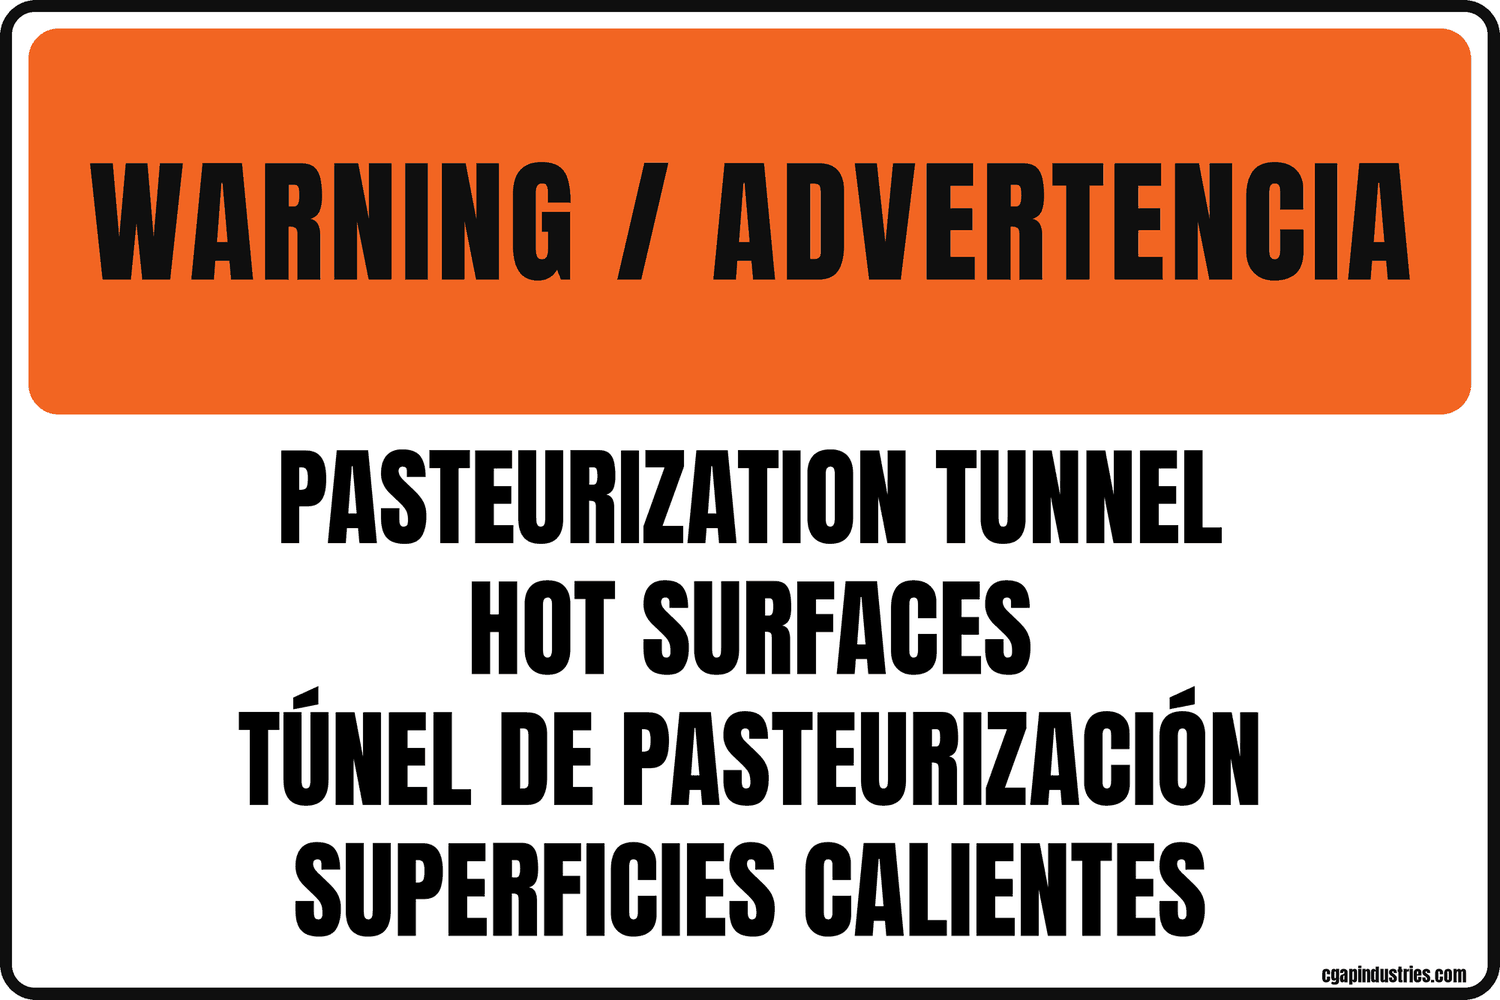 WARNING / ADVERTENCIA
PASTEURIZATION TUNNEL
HOT SURFACES
TÚNEL DE PASTEURIZACIÓN
SUPERFICIES CALIENTES
cgapindustries.com